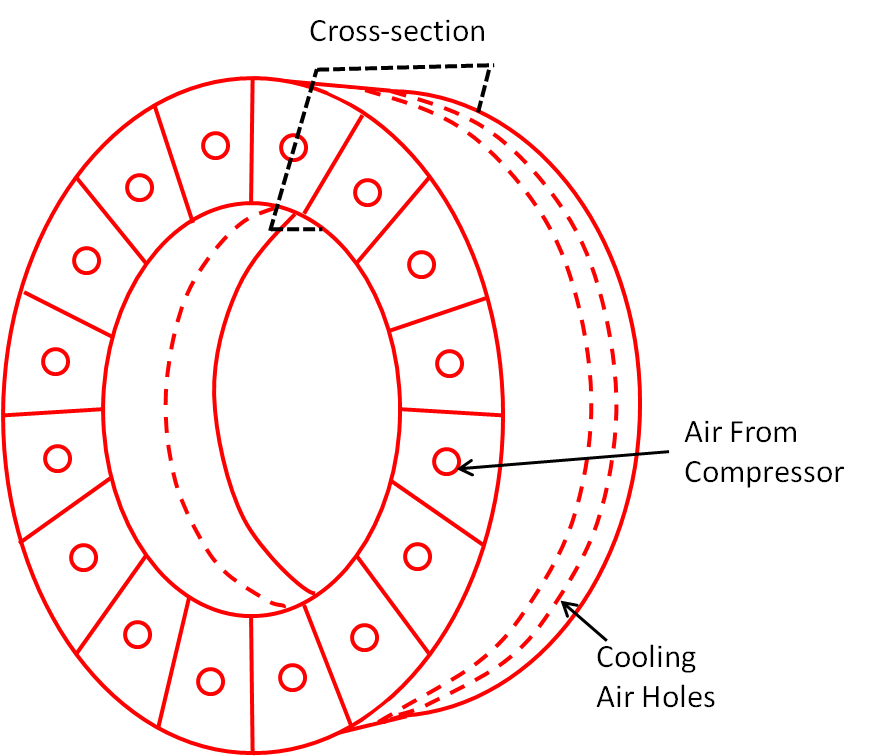 Cross-section
Air From
Compressor
Cooling
Air Holes